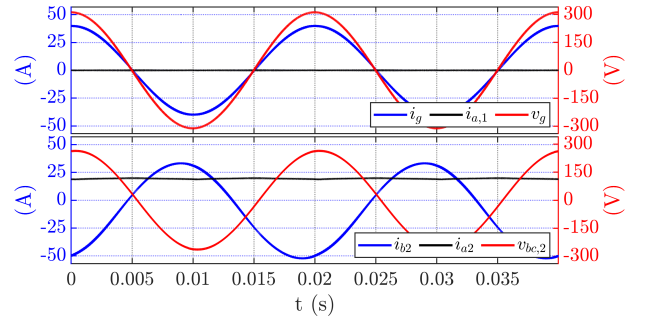 50 300
25 150
(A) 0 0 (V)
-25 -150
-50 -300
i_g i_{a,1} v_g
50 300
25 150
(A) 0 0 (V)
-25 -150
-50 -300
i_{b2} i_{a2} v_{bc,2}
0 0.005 0.01 0.015 0.02 0.025 0.03 0.035
t (s)